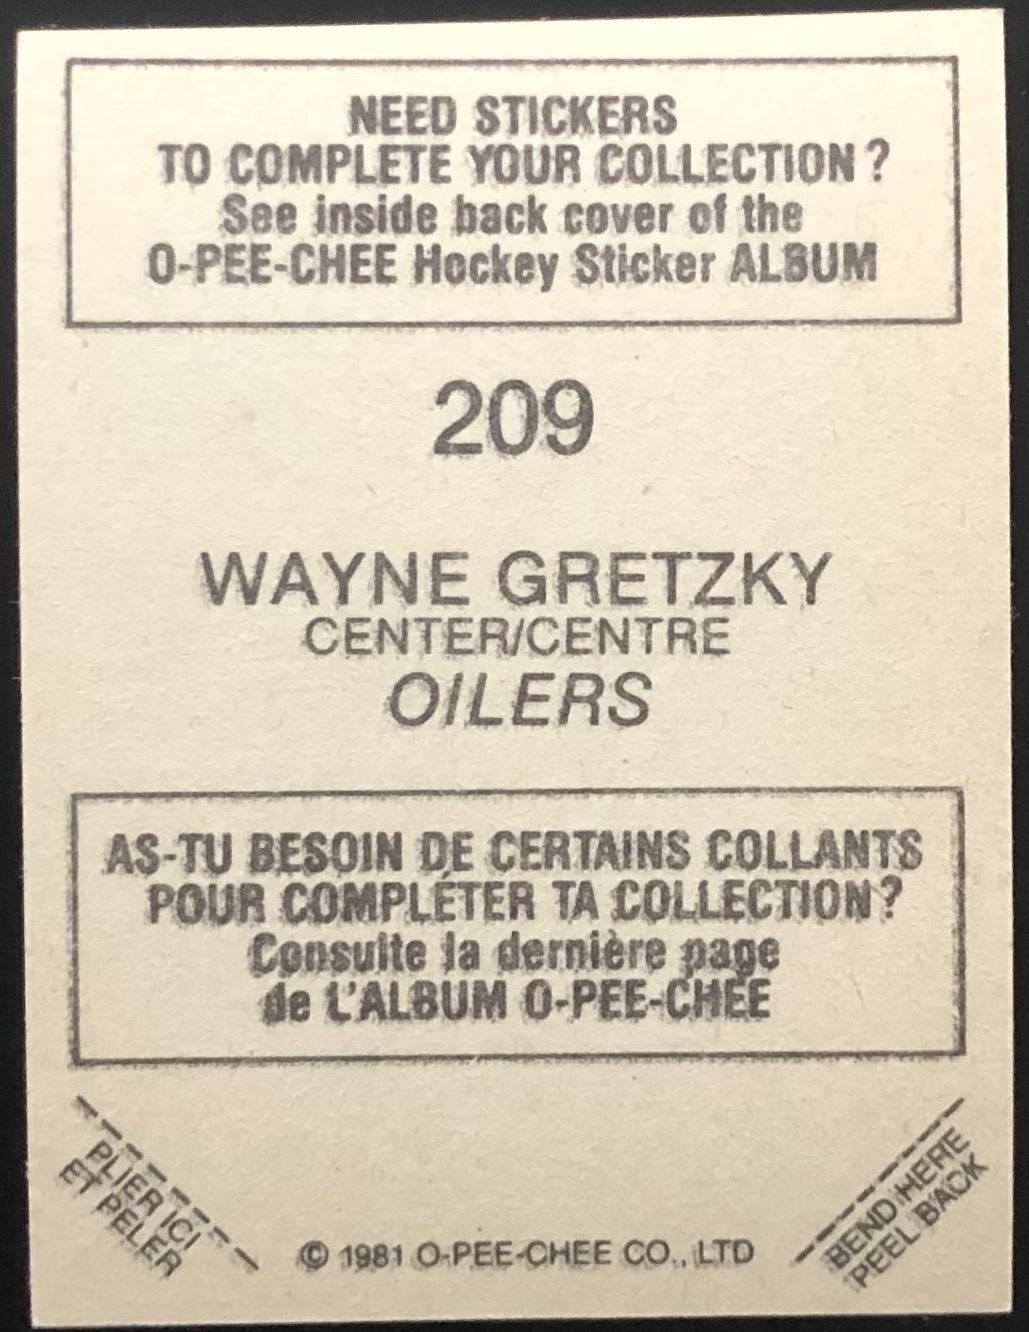 NEED STICKERS
TO COMPLETE YOUR COLLECTION?
See inside back cover of the
O-PEE-CHEE Hockey Sticker ALBUM
209
WAYNE GRETZKY
CENTER/CENTRE
OILERS
AS-TU BESOIN DE CERTAINS COLLANTS
POUR COMPLÉTER TA COLLECTION?
Consulte la dernière page
de L'ALBUM O-PEE-CHEE
PLIER ICI
ET PELER
© 1981 O-PEE-CHEE CO., LTD
BEND HERE
PEEL BACK